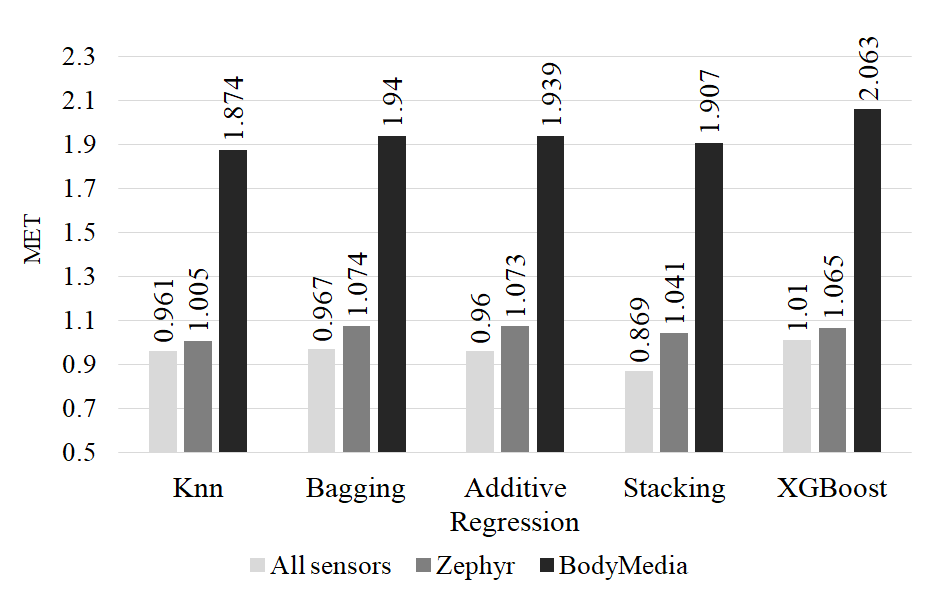 2.3
2.1
1.9
1.7
1.5
1.3
1.1
0.9
0.7
0.5
MET
0.961
1.005
1.874
0.967
1.074
1.94
0.96
1.073
1.939
0.869
1.041
1.907
1.01
1.065
2.063
Knn
Bagging
Additive
Regression
Stacking
XGBoost
All sensors
Zephyr
BodyMedia